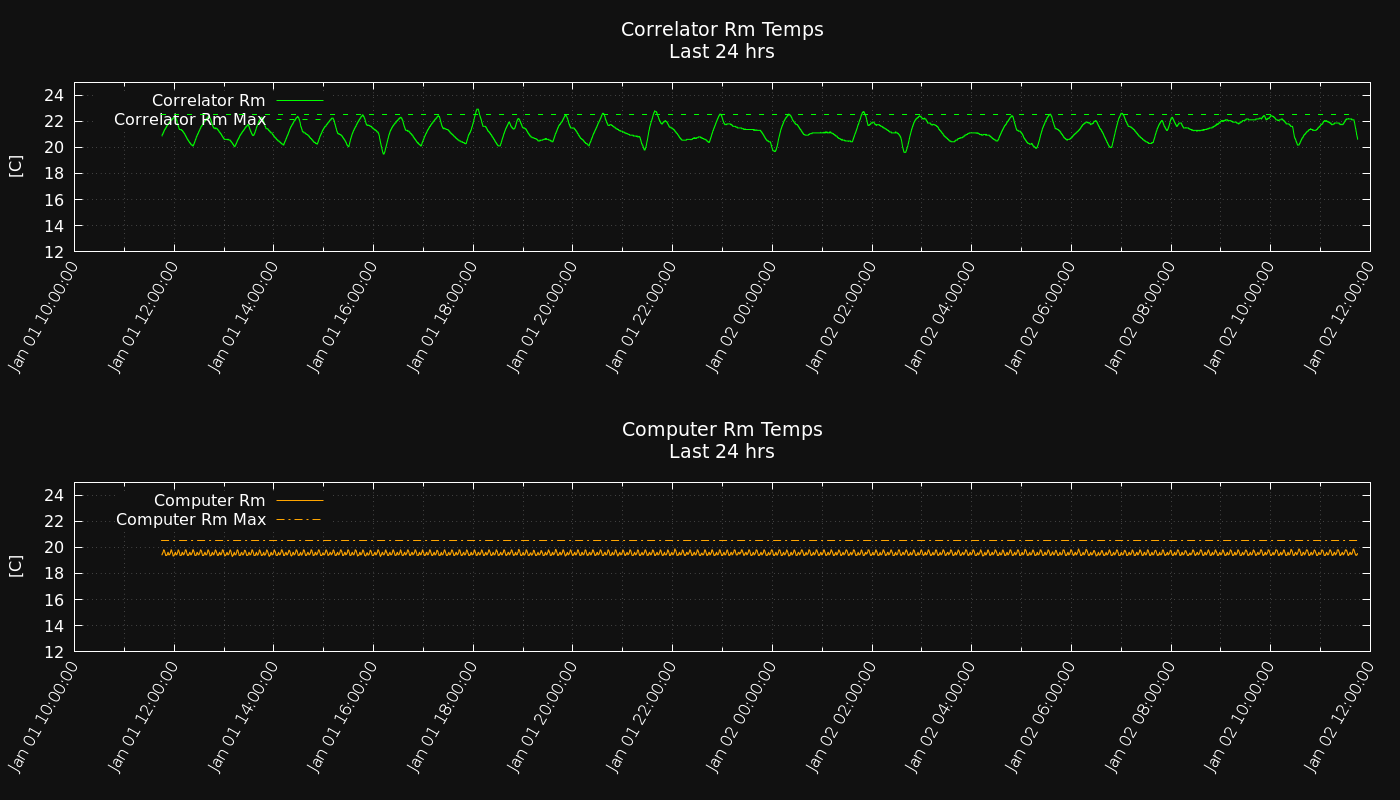 Correlator Rm Temps
Last 24 hrs
Correlator Rm
Correlator Rm Max
[C]
24
22
20
18
16
14
12
Jan 01 10:00:00
Jan 01 12:00:00
Jan 01 14:00:00
Jan 01 16:00:00
Jan 01 18:00:00
Jan 01 20:00:00
Jan 01 22:00:00
Jan 02 00:00:00
Jan 02 02:00:00
Jan 02 04:00:00
Jan 02 06:00:00
Jan 02 08:00:00
Jan 02 10:00:00
Jan 02 12:00:00
Computer Rm Temps
Last 24 hrs
Computer Rm
Computer Rm Max
[C]
24
22
20
18
16
14
12
Jan 01 10:00:00
Jan 01 12:00:00
Jan 01 14:00:00
Jan 01 16:00:00
Jan 01 18:00:00
Jan 01 20:00:00
Jan 01 22:00:00
Jan 02 00:00:00
Jan 02 02:00:00
Jan 02 04:00:00
Jan 02 06:00:00
Jan 02 08:00:00
Jan 02 10:00:00
Jan 02 12:00:00